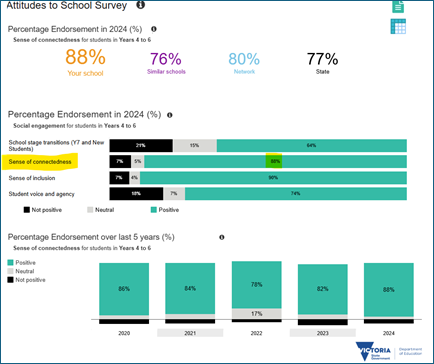 Attitudes to School Survey
Percentage Endorsement in 2024 (%)
Sense of connectedness for students in Years 4 to 6
88% 76% 80% 77%
Your school Similar schools Network State
Percentage Endorsement in 2024 (%)
Social engagement for students in Years 4 to 6
School stage transitions (Y7 and New Students) 21% 15% 64%
Sense of connectedness 7% 5% 88%
Sense of inclusion 7% 4% 90%
Student voice and agency 18% 7% 74%
Not positive Neutral Positive
Percentage Endorsement over last 5 years (%)
Sense of connectedness for students in Years 4 to 6
Positive
Neutral
Not positive
86% 84% 78% 82% 88%
17%
2020 2021 2022 2023 2024
VICTORIA
State Government
Department of Education